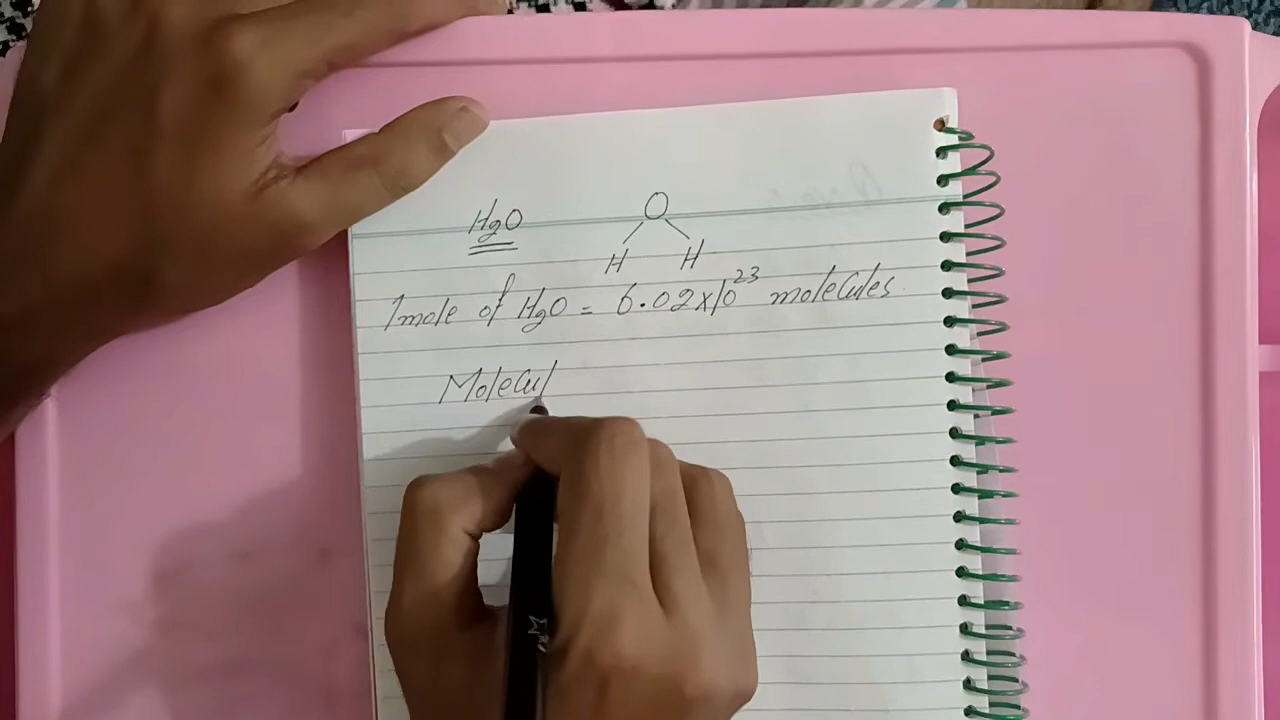 H2O
O
H H
1mole of H2O = 6.02x10^23 molecules.
Molecul